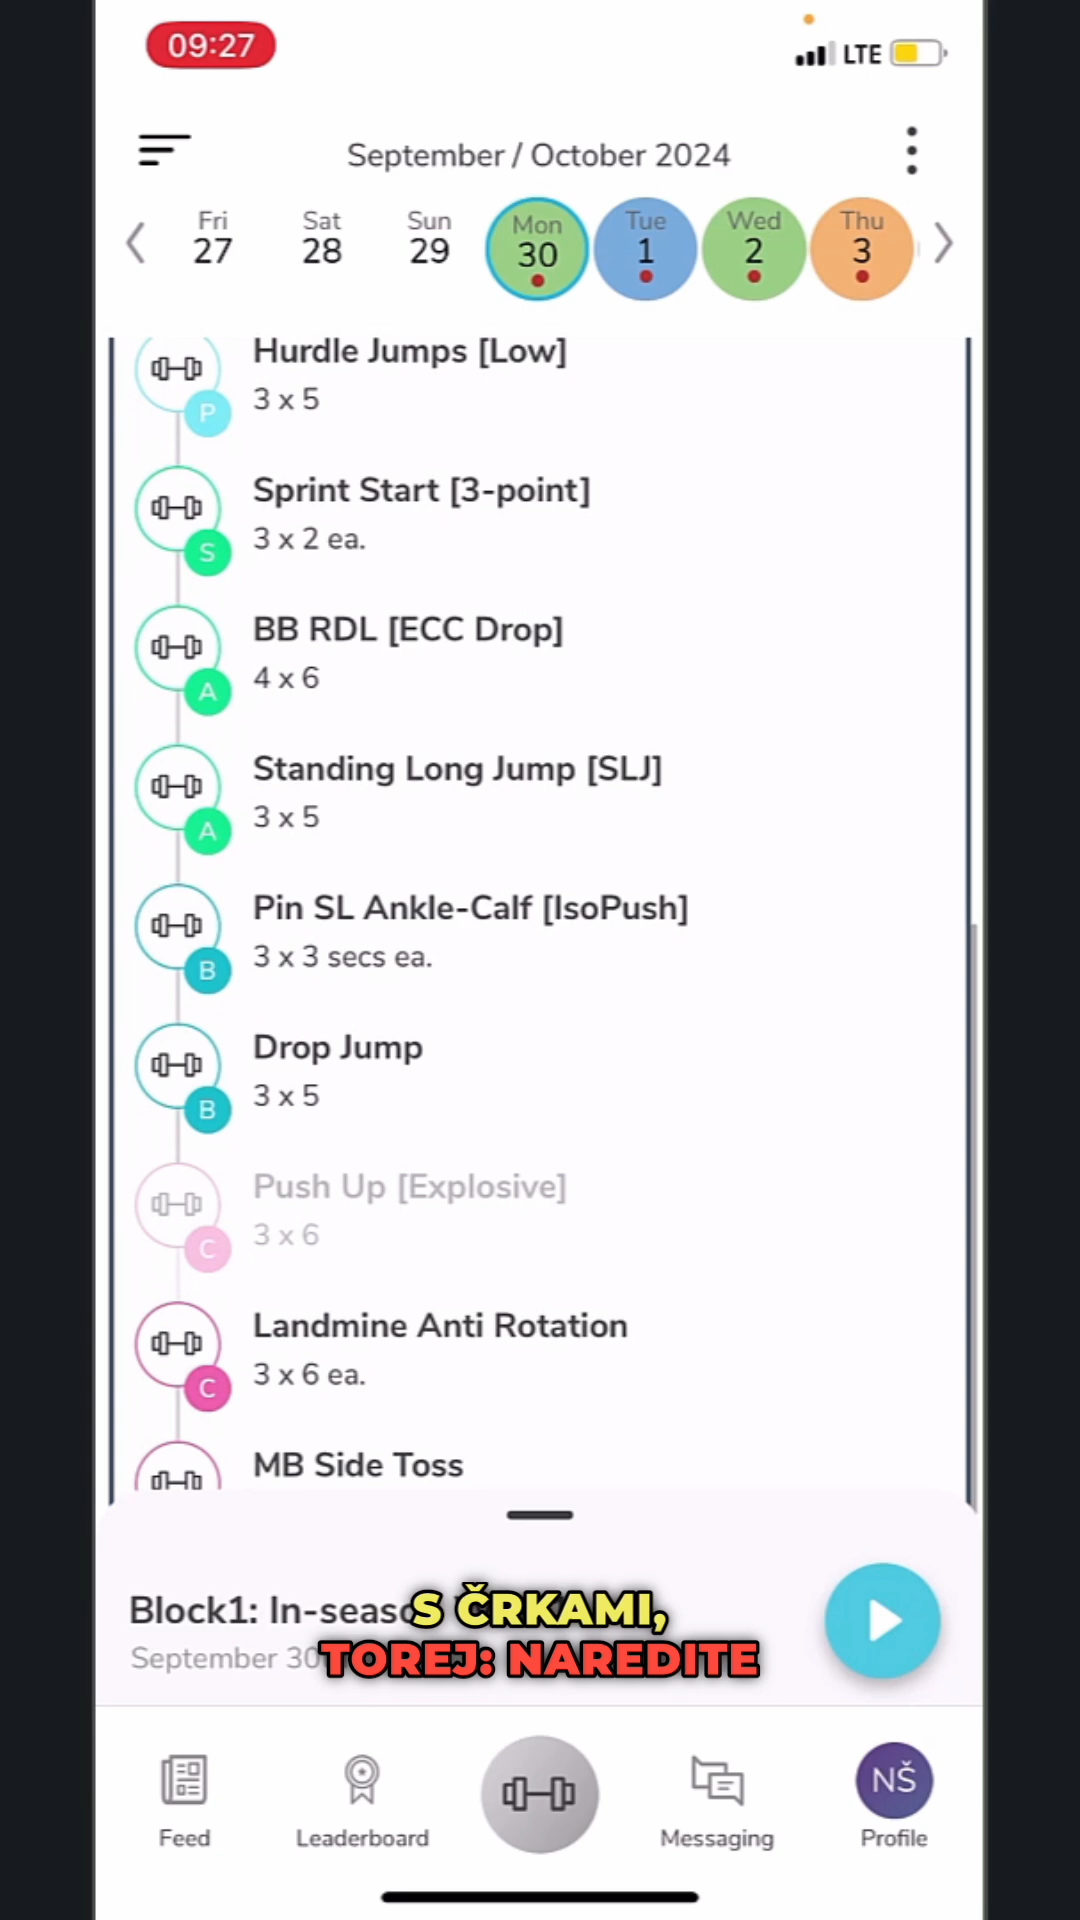 09:27
LTE
September / October 2024
Fri Sat Sun Mon Tue Wed Thu
27 28 29 30 1 2 3
Hurdle Jumps [Low]
3 x 5
P
Sprint Start [3-point]
3 x 2 ea.
S
BB RDL [ECC Drop]
4 x 6
A
Standing Long Jump [SLJ]
3 x 5
A
Pin SL Ankle-Calf [IsoPush]
3 x 3 secs ea.
B
Drop Jump
3 x 5
B
Push Up [Explosive]
3 x 6
C
Landmine Anti Rotation
3 x 6 ea.
C
MB Side Toss
Block1: In-seas
S ČRKAMI,
September 30
TOREJ: NAREDITE
NŠ
Feed Leaderboard Messaging Profile